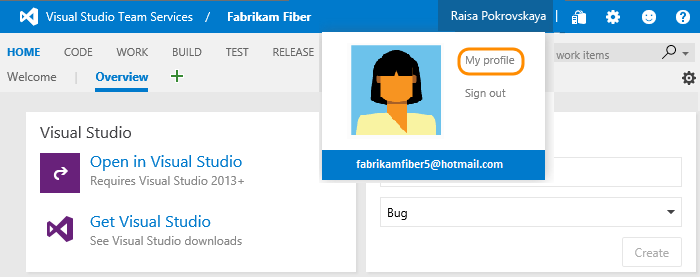 Visual Studio Team Services / Fabrikam Fiber Raisa Pokrovskaya
HOME CODE WORK BUILD TEST RELEASE work items
Welcome Overview
My profile
Sign out
fabrikamfiber5@hotmail.com
Visual Studio
Open in Visual Studio
Requires Visual Studio 2013+
Get Visual Studio
See Visual Studio downloads
Bug
Create